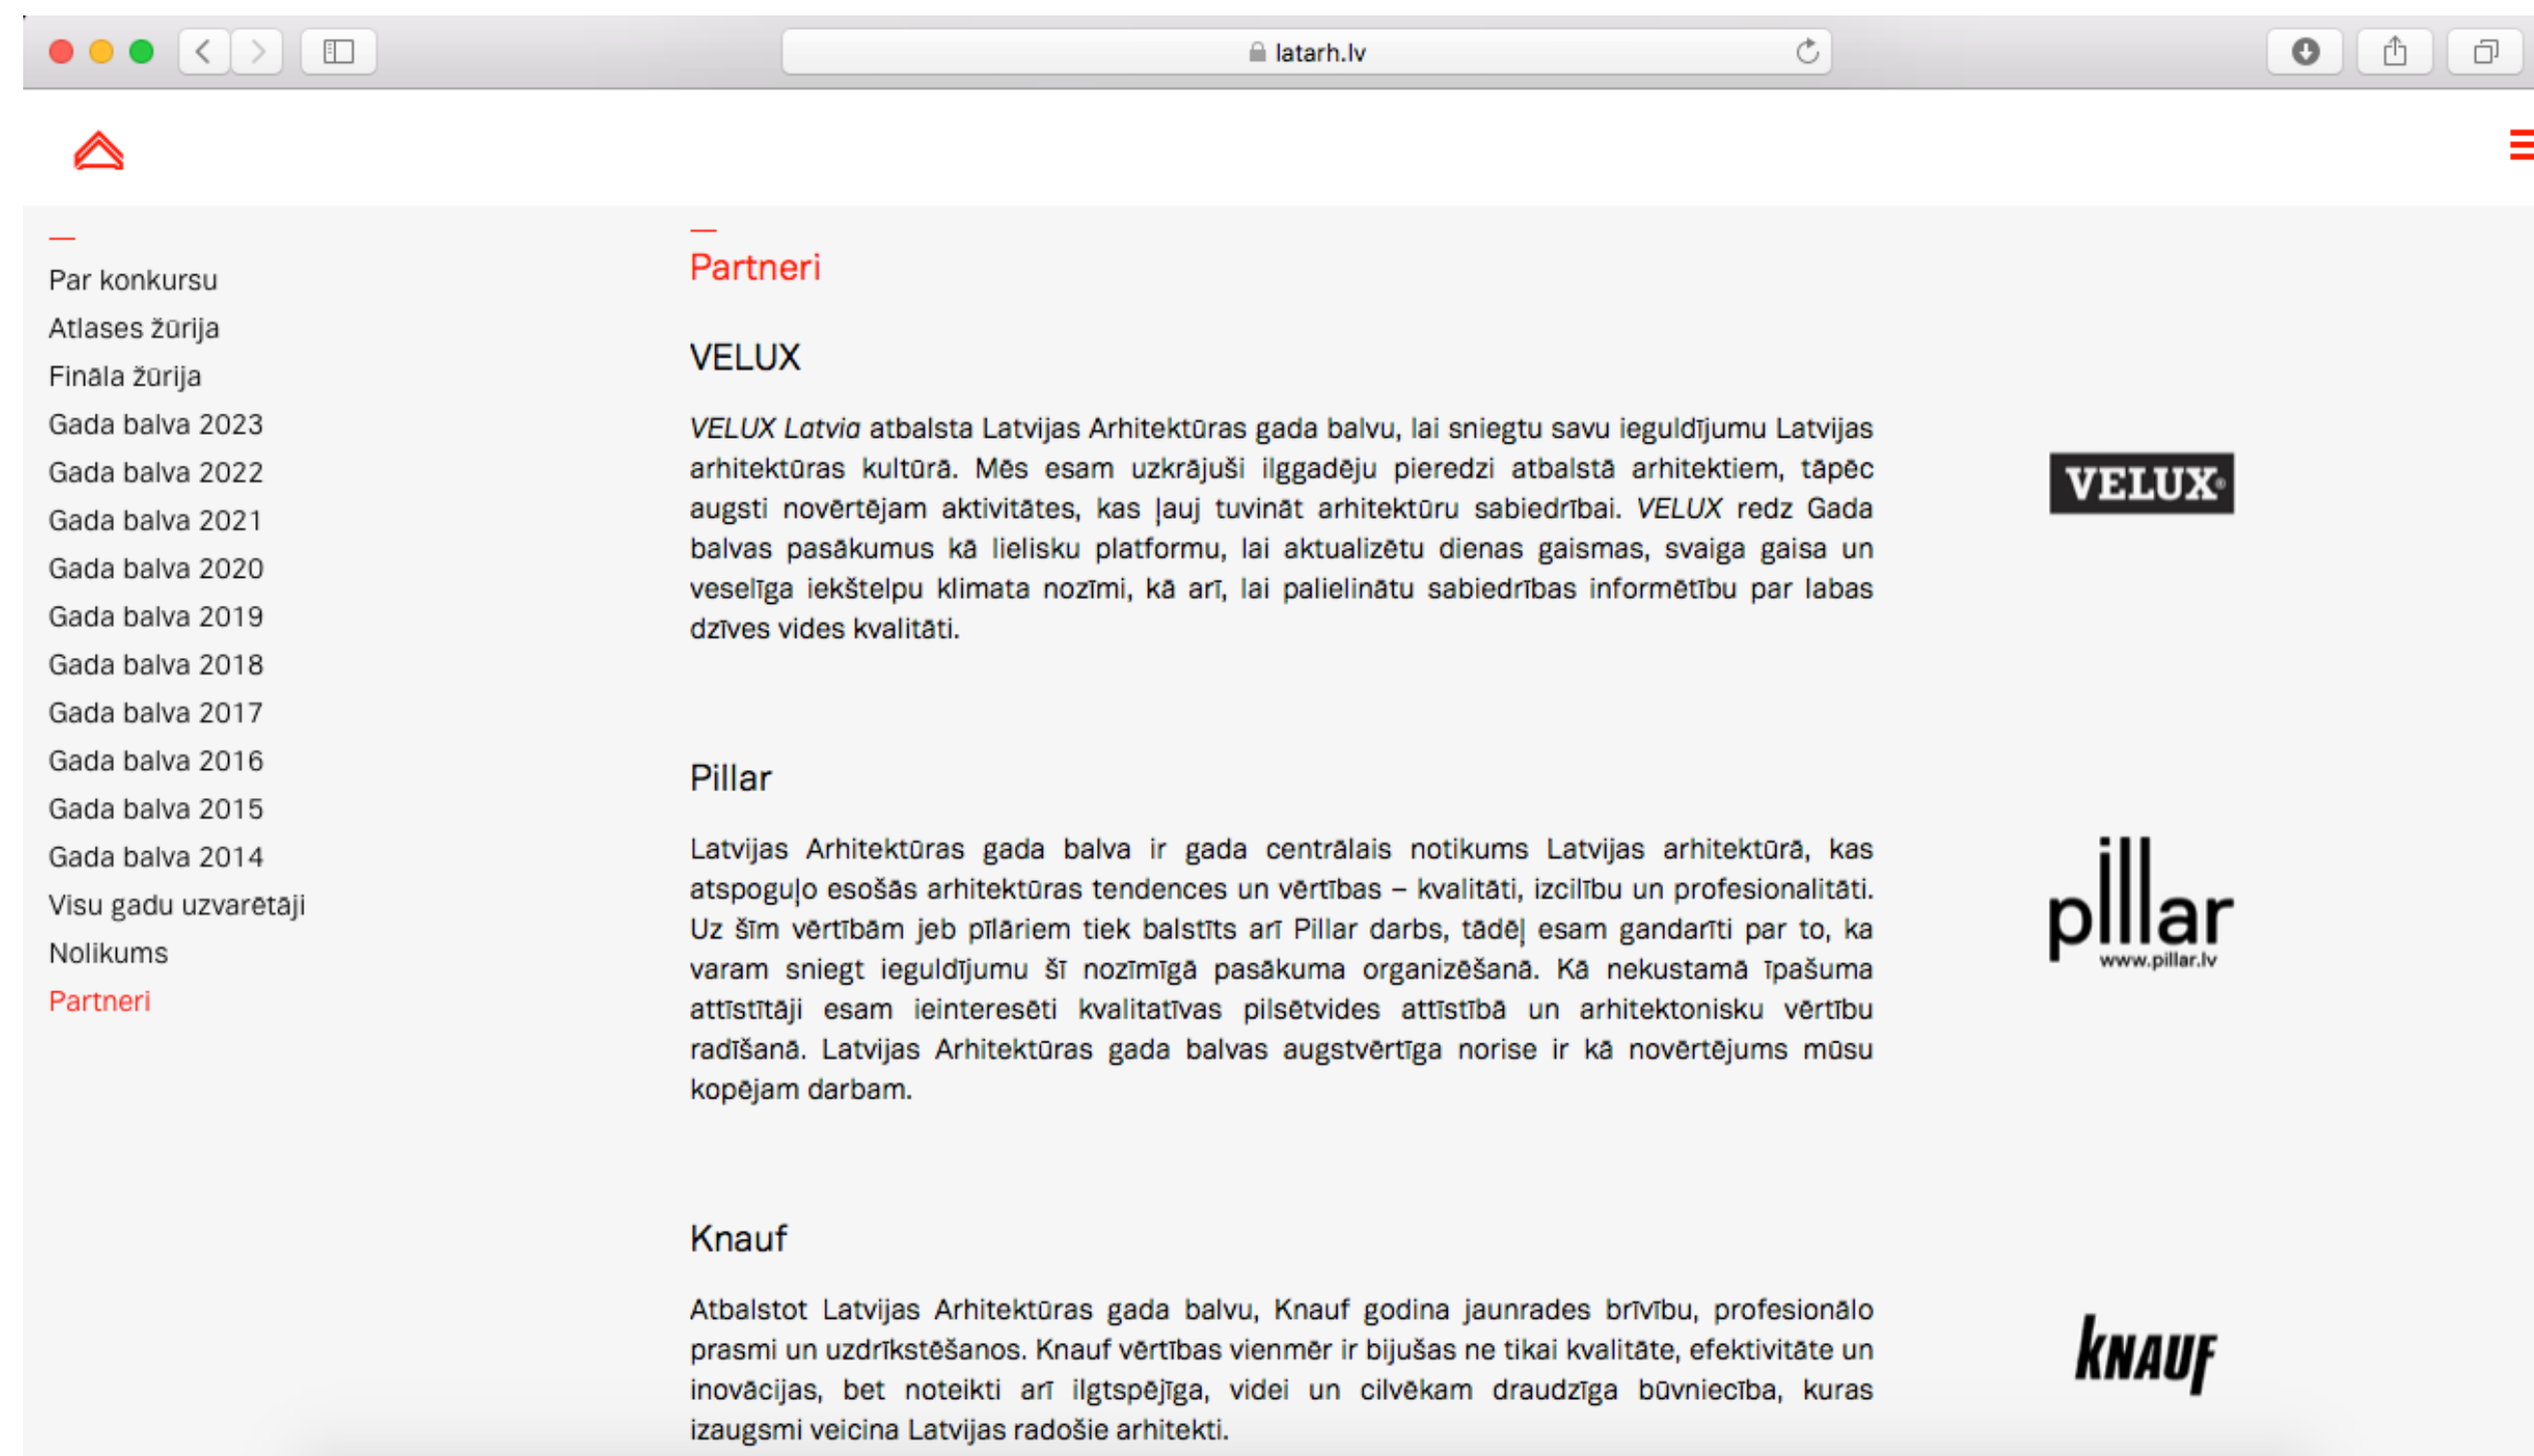 latarh.lv
Par konkursu
Atlases žūrija
Fināla žūrija
Gada balva 2023
Gada balva 2022
Gada balva 2021
Gada balva 2020
Gada balva 2019
Gada balva 2018
Gada balva 2017
Gada balva 2016
Gada balva 2015
Gada balva 2014
Visu gadu uzvarētāji
Nolikums
Partneri
Partneri
VELUX
VELUX Latvia atbalsta Latvijas Arhitektūras gada balvu, lai sniegtu savu ieguldījumu Latvijas
arhitektūras kultūrā. Mēs esam uzkrājuši ilggadēju pieredzi atbalstā arhitektiem, tāpēc
augsti novērtējam aktivitātes, kas ļauj tuvināt arhitektūru sabiedrībai. VELUX redz Gada
balvas pasākumus kā lielisku platformu, lai aktualizētu dienas gaismas, svaiga gaisa un
veselīga iekštelpu klimata nozīmi, kā arī, lai palielinātu sabiedrības informētību par labas
dzīves vides kvalitāti.
VELUX®
Pillar
Latvijas Arhitektūras gada balva ir gada centrālais notikums Latvijas arhitektūrā, kas
atspoguļo esošās arhitektūras tendences un vērtības – kvalitāti, izcilību un profesionalitāti.
Uz šīm vērtībām jeb pīlāriem tiek balstīts arī Pillar darbs, tādēļ esam gandarīti par to, ka
varam sniegt ieguldījumu šī nozīmīgā pasākuma organizēšanā. Kā nekustamā īpašuma
attīstītāji esam ieinteresēti kvalitatīvas pilsētvides attīstībā un arhitektonisku vērtību
radīšanā. Latvijas Arhitektūras gada balvas augstvērtīga norise ir kā novērtējums mūsu
kopējam darbam.
pillar
www.pillar.lv
Knauf
Atbalstot Latvijas Arhitektūras gada balvu, Knauf godina jaunrades brīvību, profesionālo
prasmi un uzdrīkstēšanos. Knauf vērtības vienmēr ir bijušas ne tikai kvalitāte, efektivitāte un
inovācijas, bet noteikti arī ilgtspējīga, videi un cilvēkam draudzīga būvniecība, kuras
izaugsmi veicina Latvijas radošie arhitekti.
KNAUF